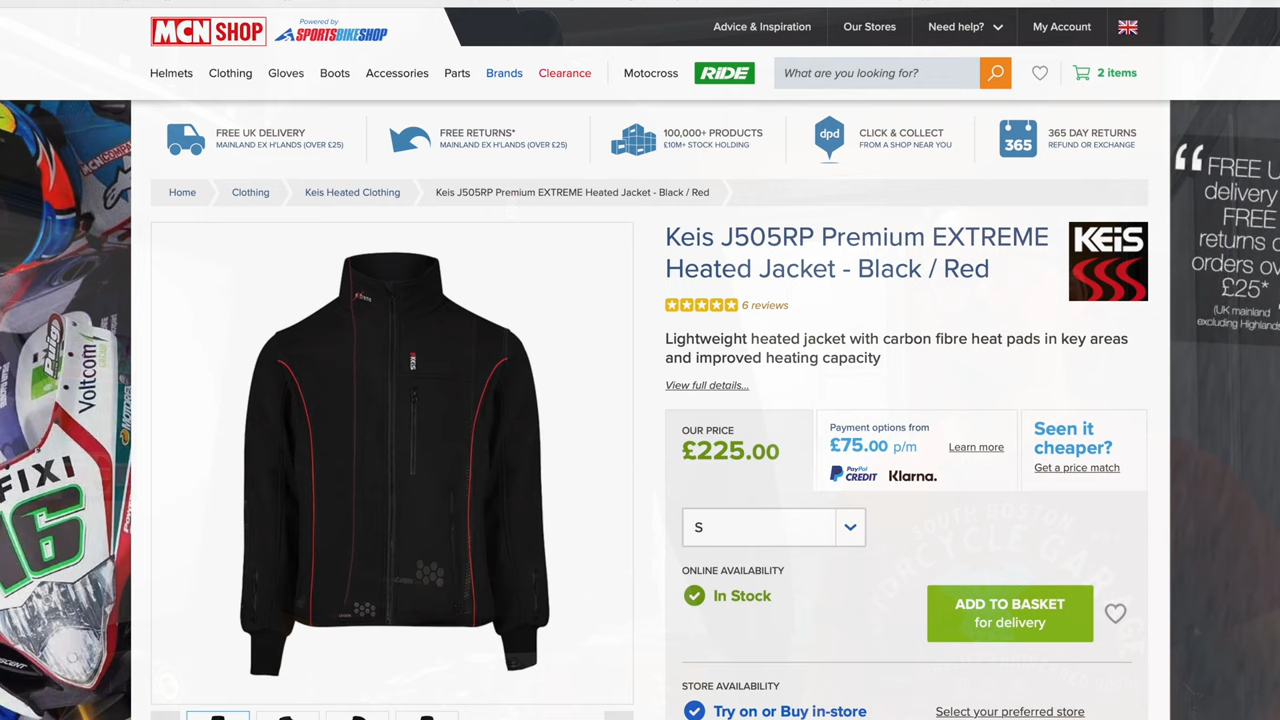 MCN SHOP
Powered by
SPORTSBIKESHOP
Advice & Inspiration
Our Stores
Need help?
My Account
Helmets
Clothing
Gloves
Boots
Accessories
Parts
Brands
Clearance
Motocross
RiDE
What are you looking for?
2 items
FREE UK DELIVERY
MAINLAND EX H'LANDS (OVER £25)
FREE RETURNS*
MAINLAND EX H'LANDS (OVER £25)
100,000+ PRODUCTS
£10M+ STOCK HOLDING
dpd
CLICK & COLLECT
FROM A SHOP NEAR YOU
365
365 DAY RETURNS
REFUND OR EXCHANGE
Home
Clothing
Keis Heated Clothing
Keis J505RP Premium EXTREME Heated Jacket - Black / Red
Keis J505RP Premium EXTREME
Heated Jacket - Black / Red
KEiS
6 reviews
Lightweight heated jacket with carbon fibre heat pads in key areas
and improved heating capacity
View full details...
OUR PRICE
£225.00
Payment options from
£75.00 p/m
Learn more
PayPal
CREDIT
Klarna.
Seen it
cheaper?
Get a price match
S
ONLINE AVAILABILITY
In Stock
ADD TO BASKET
for delivery
STORE AVAILABILITY
Try on or Buy in-store
Select your preferred store
KEIS
Voltcom
FIXI
16
“FREE U
delivery
FREE
returns o
orders ov
£25*
(UK mainland
excluding Highlands
SOUTH BOSTON